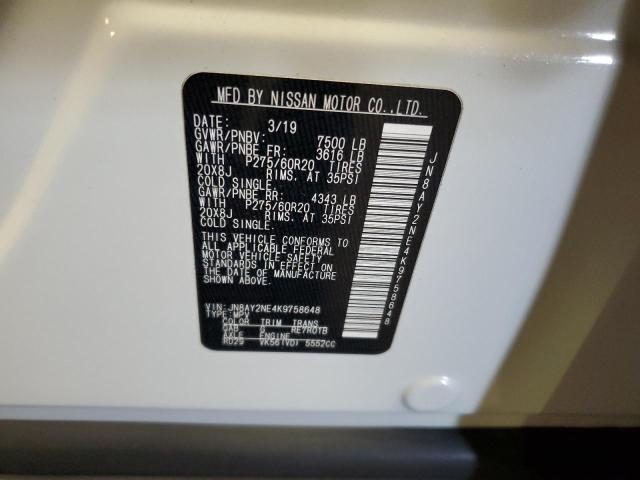 MFD BY NISSAN MOTOR CO.,LTD.
DATE: 3/19
GVWR/PNBV: 7500 LB
GAWR/PNBE FR: 3616 LB
WITH P275/60R20 TIRES
20X8J RIMS. AT 35PSI
COLD SINGLE.
GAWR/PNBE RR: 4343 LB
WITH P275/60R20 TIRES
20X8J RIMS. AT 35PSI
COLD SINGLE.
THIS VEHICLE CONFORMS TO
ALL APPLICABLE FEDERAL
MOTOR VEHICLE SAFETY
STANDARDS IN EFFECT ON
THE DATE OF MANUFACTURE
SHOWN ABOVE.
VIN: JN8AY2NE4K9758648
TYPE: MPV
COLOR TRIM TRANS
QAB G RE7R01B
AXLE ENGINE
RD29 VK56(VD) 5552CC
JN8AY2NE4K9758648